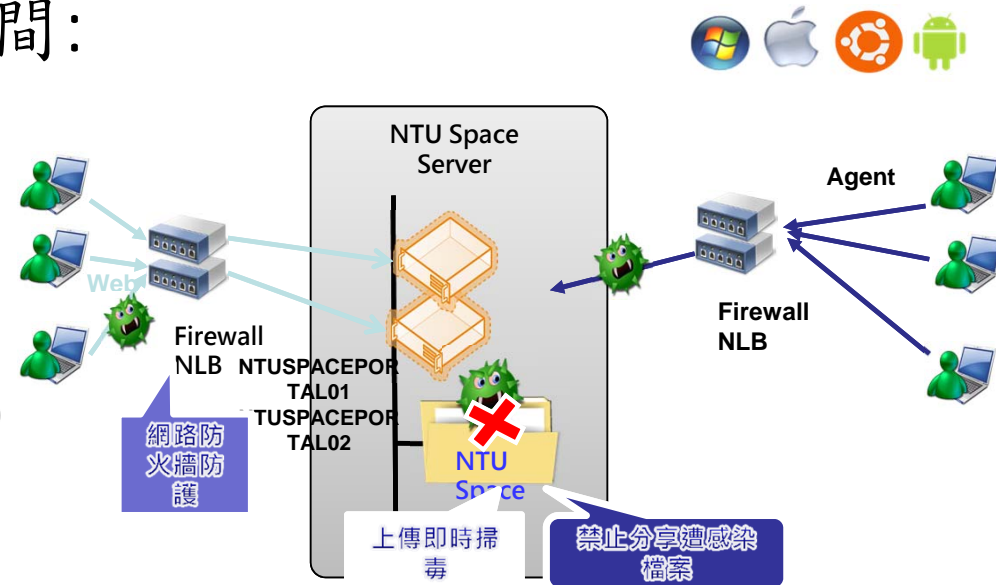 間:
NTU Space
Server
Agent
Web
Firewall
NLB
Firewall
NLB
NTUSPACEPOR
TAL01
NTUSPACEPOR
TAL02
網路防
火牆防
護
NTU
Space
上傳即時掃
毒
禁止分享遭感染
檔案